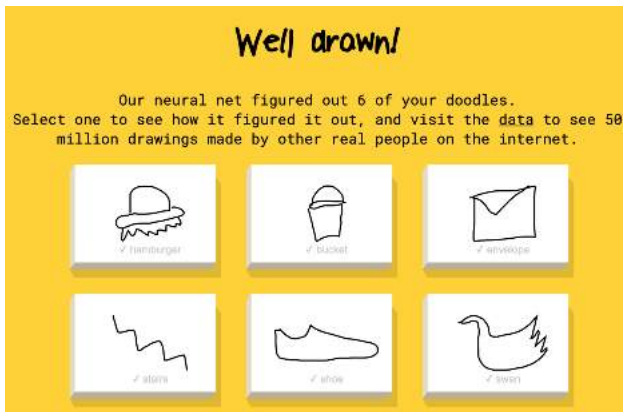 Well drawn!
Our neural net figured out 6 of your doodles.
Select one to see how it figured it out, and visit the data to see 50
million drawings made by other real people on the internet.
✓ hamburger ✓ bucket ✓ envelope
✓ stairs ✓ shoe ✓ swan